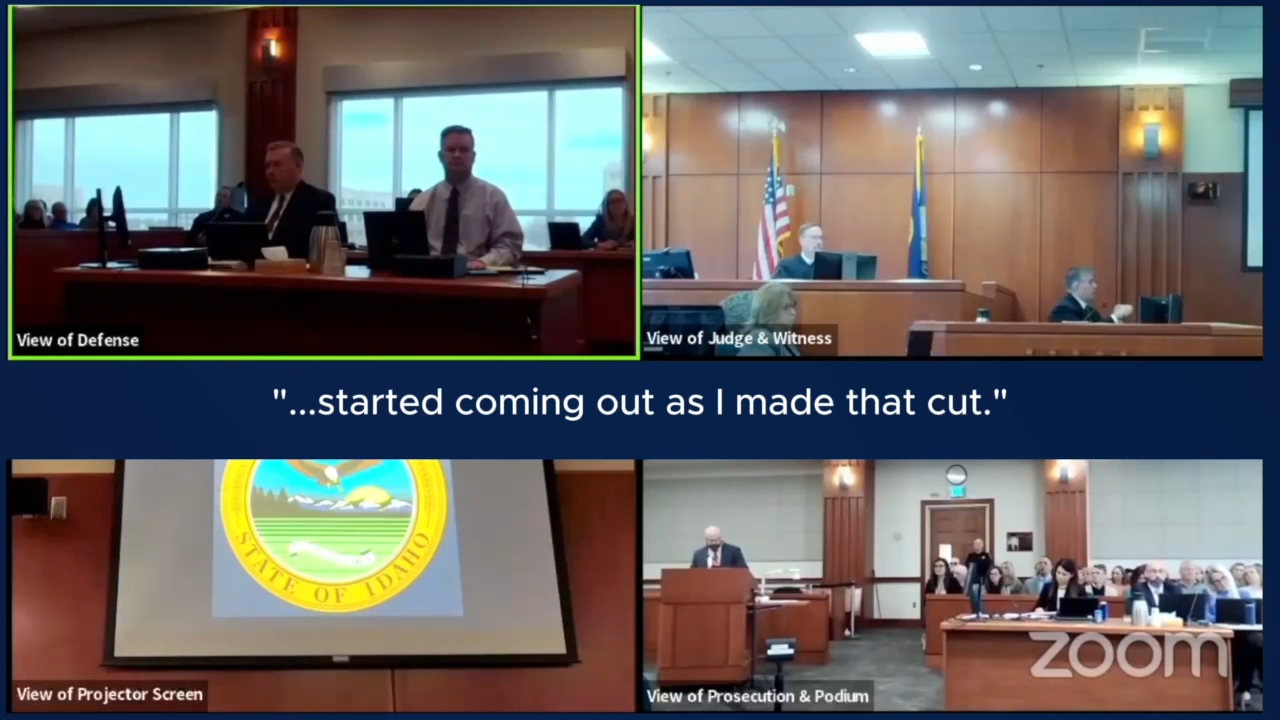 View of Defense
View of Judge & Witness
"...started coming out as I made that cut."
STATE OF IDAHO
View of Projector Screen
View of Prosecution & Podium
zoom